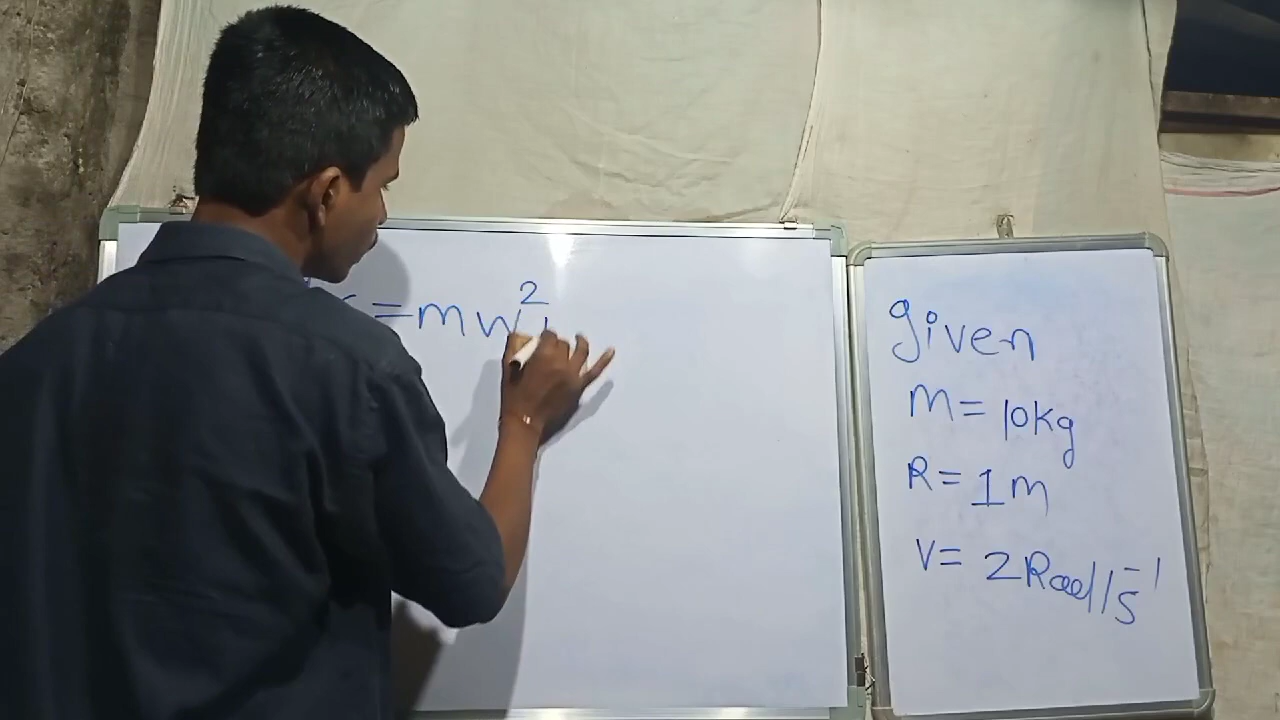 = mw²
given
m = 10kg
R = 1m
V = 2Rad/s⁻¹